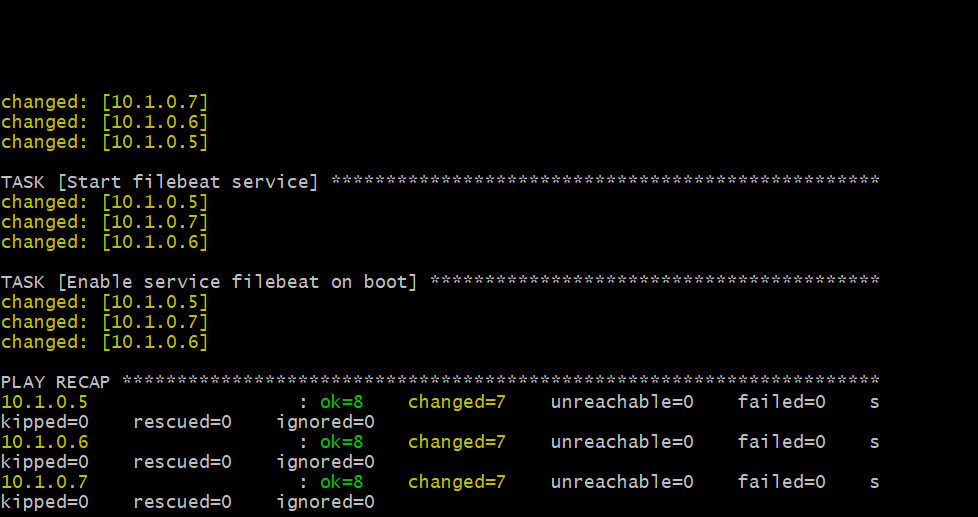 changed: [10.1.0.7]
changed: [10.1.0.6]
changed: [10.1.0.5]
TASK [Start filebeat service] **************************************************
changed: [10.1.0.5]
changed: [10.1.0.7]
changed: [10.1.0.6]
TASK [Enable service filebeat on boot] *****************************************
changed: [10.1.0.5]
changed: [10.1.0.7]
changed: [10.1.0.6]
PLAY RECAP *********************************************************************
10.1.0.5                   : ok=8    changed=7    unreachable=0    failed=0    s
kipped=0    rescued=0    ignored=0
10.1.0.6                   : ok=8    changed=7    unreachable=0    failed=0    s
kipped=0    rescued=0    ignored=0
10.1.0.7                   : ok=8    changed=7    unreachable=0    failed=0    s
kipped=0    rescued=0    ignored=0